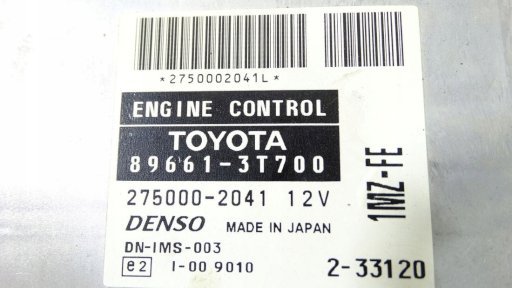 *2750002041L*
ENGINE CONTROL
TOYOTA
89661-3T700
275000-2041 12V
DENSO MADE IN JAPAN
DN-IMS-003
e2 I-00 9010
2-33120
1MZ-FE